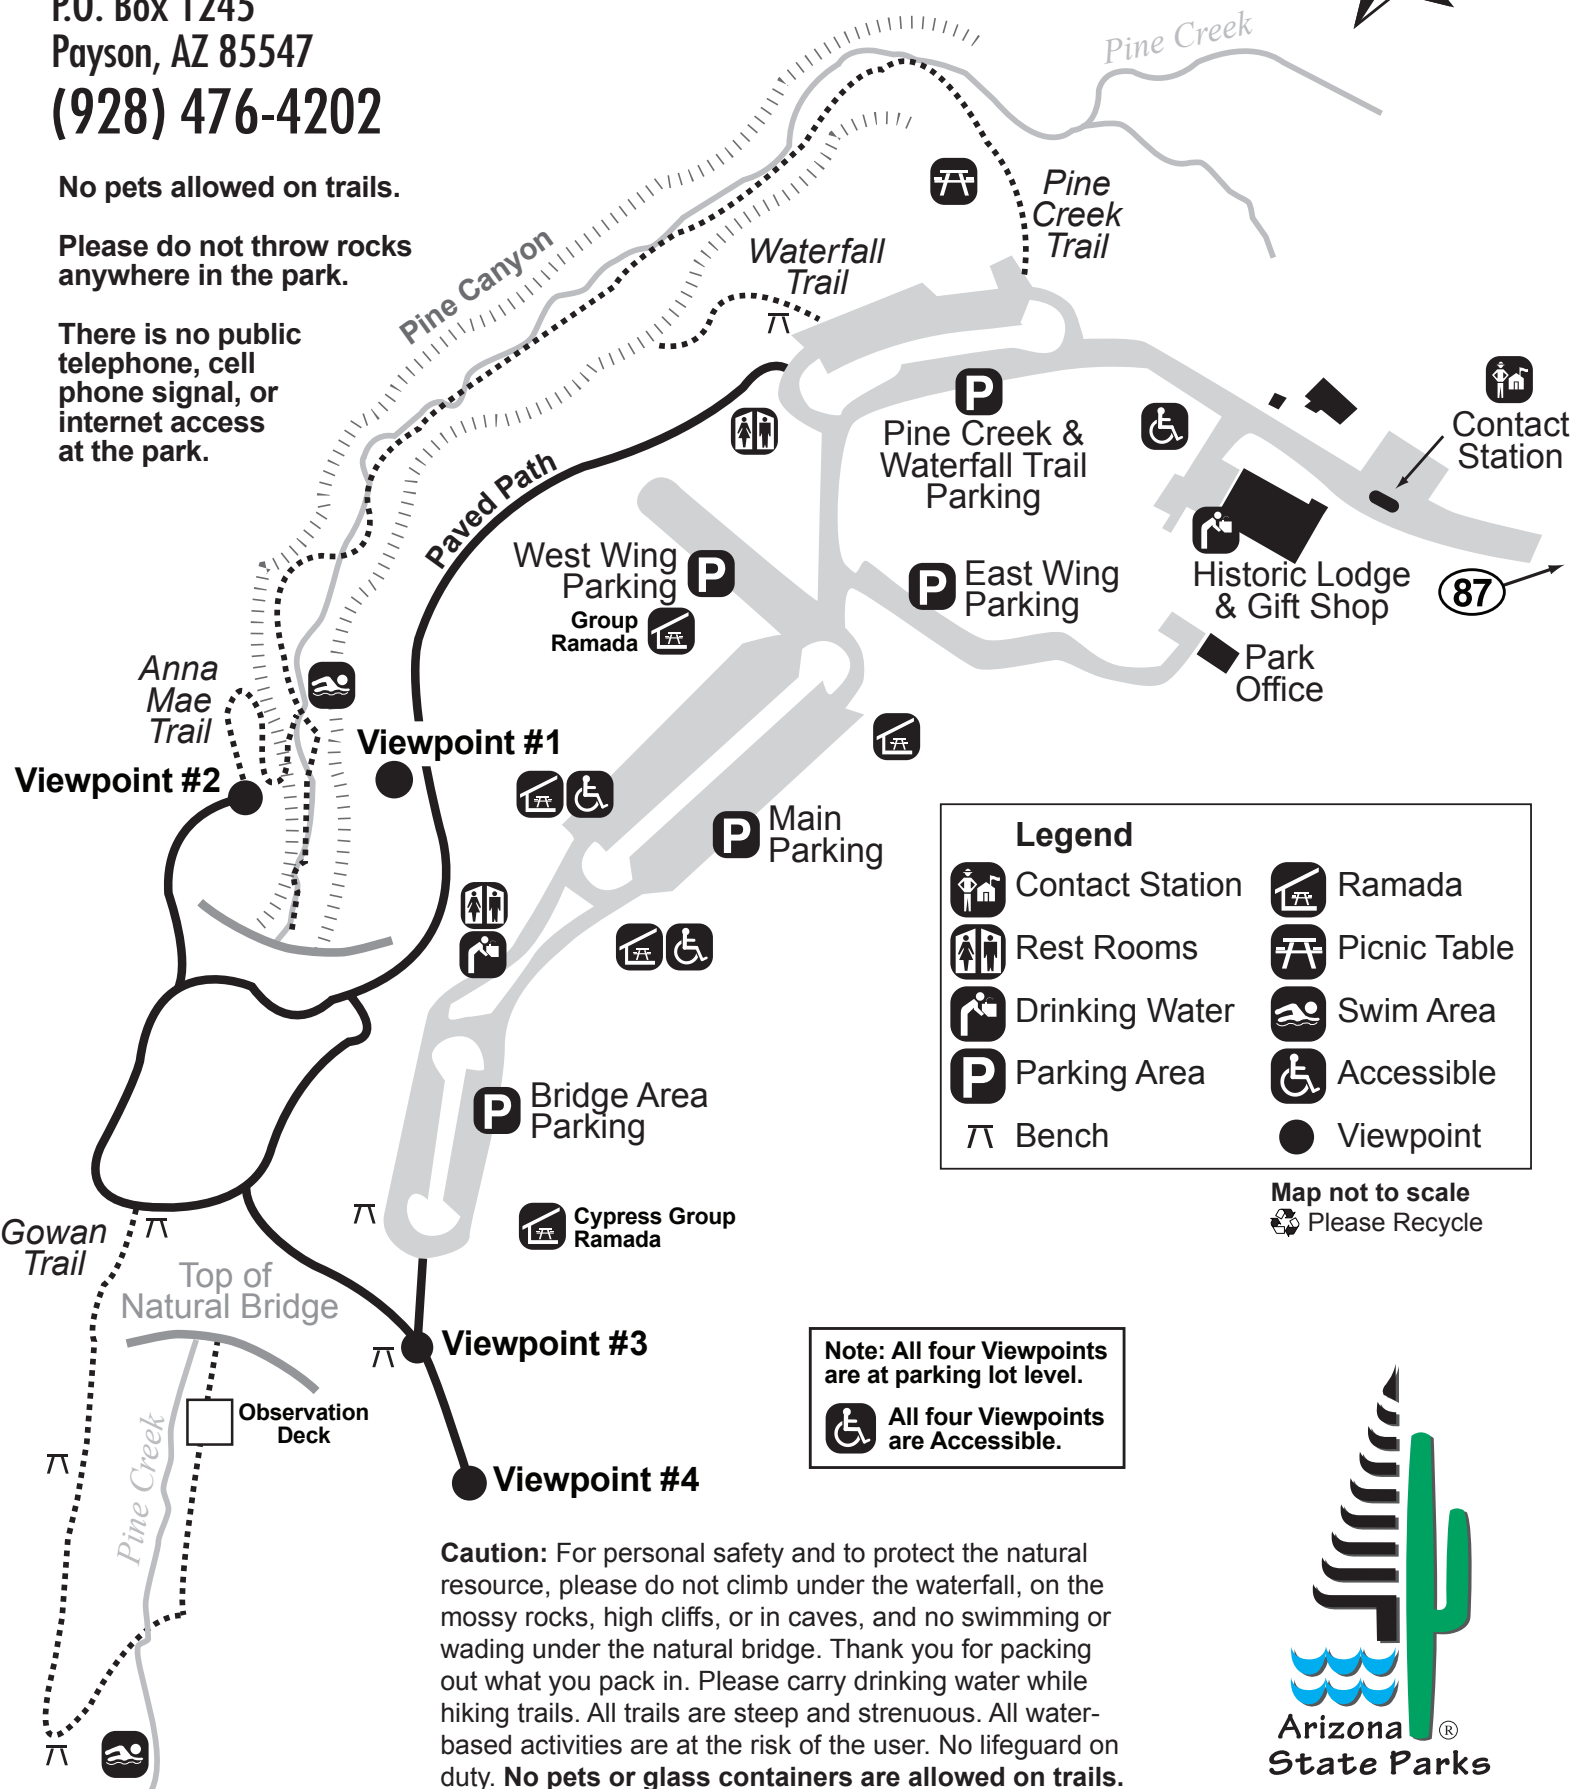 P.O. Box 1245
Payson, AZ 85547
(928) 476-4202
No pets allowed on trails.
Please do not throw rocks
anywhere in the park.
There is no public
telephone, cell
phone signal, or
internet access
at the park.
Pine Creek
Pine
Creek
Trail
Waterfall
Trail
Pine Canyon
Paved Path
P
Pine Creek &
Waterfall Trail
Parking
Contact
Station
West Wing
Parking
P
Group
Ramada
P
East Wing
Parking
Historic Lodge
& Gift Shop
87
Park
Office
Anna
Mae
Trail
Viewpoint #1
Viewpoint #2
P
Main
Parking
Legend
Contact Station
Ramada
Rest Rooms
Picnic Table
Drinking Water
Swim Area
P
Parking Area
Accessible
Bench
Viewpoint
Map not to scale
Please Recycle
P
Bridge Area
Parking
Cypress Group
Ramada
Gowan
Trail
Top of
Natural Bridge
Viewpoint #3
Observation
Deck
Pine Creek
Viewpoint #4
Note: All four Viewpoints
are at parking lot level.
All four Viewpoints
are Accessible.
Caution: For personal safety and to protect the natural
resource, please do not climb under the waterfall, on the
mossy rocks, high cliffs, or in caves, and no swimming or
wading under the natural bridge. Thank you for packing
out what you pack in. Please carry drinking water while
hiking trails. All trails are steep and strenuous. All water-
based activities are at the risk of the user. No lifeguard on
duty. No pets or glass containers are allowed on trails.
Arizona ®
State Parks